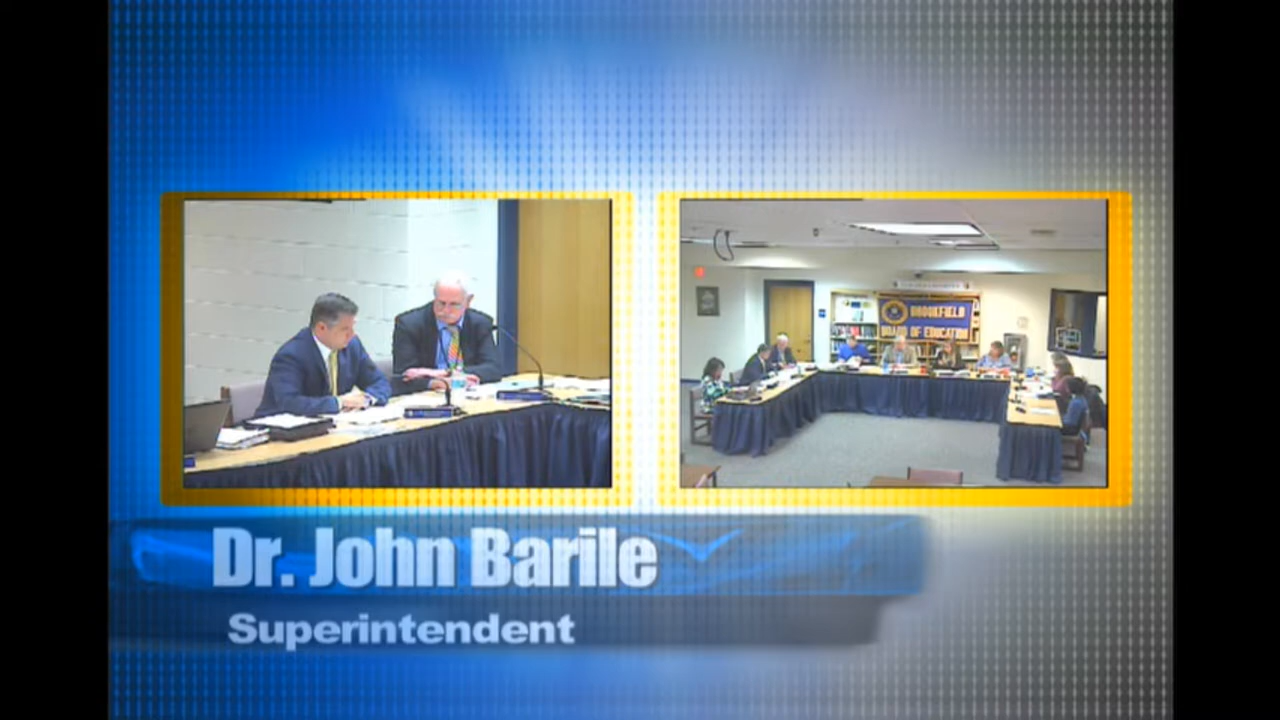 BROOKFIELD
BOARD OF EDUCATION
Dr. John Barile
Superintendent